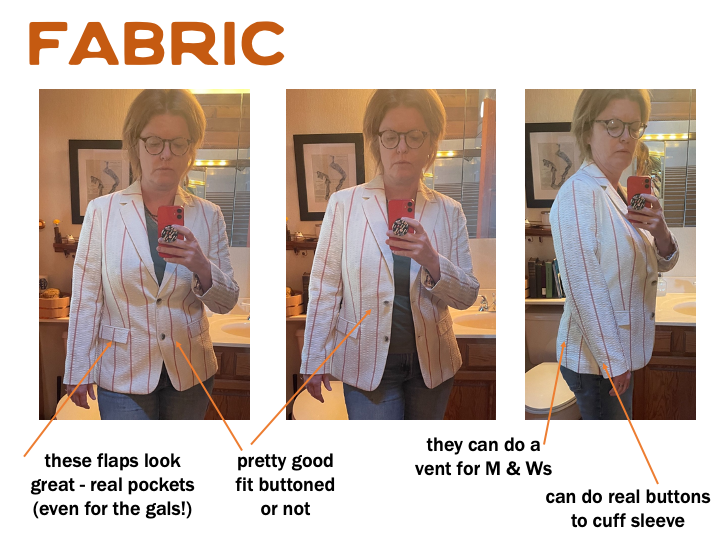 FABRIC
these flaps look
great - real pockets
(even for the gals!)
pretty good
fit buttoned
or not
they can do a
vent for M & Ws
can do real buttons
to cuff sleeve